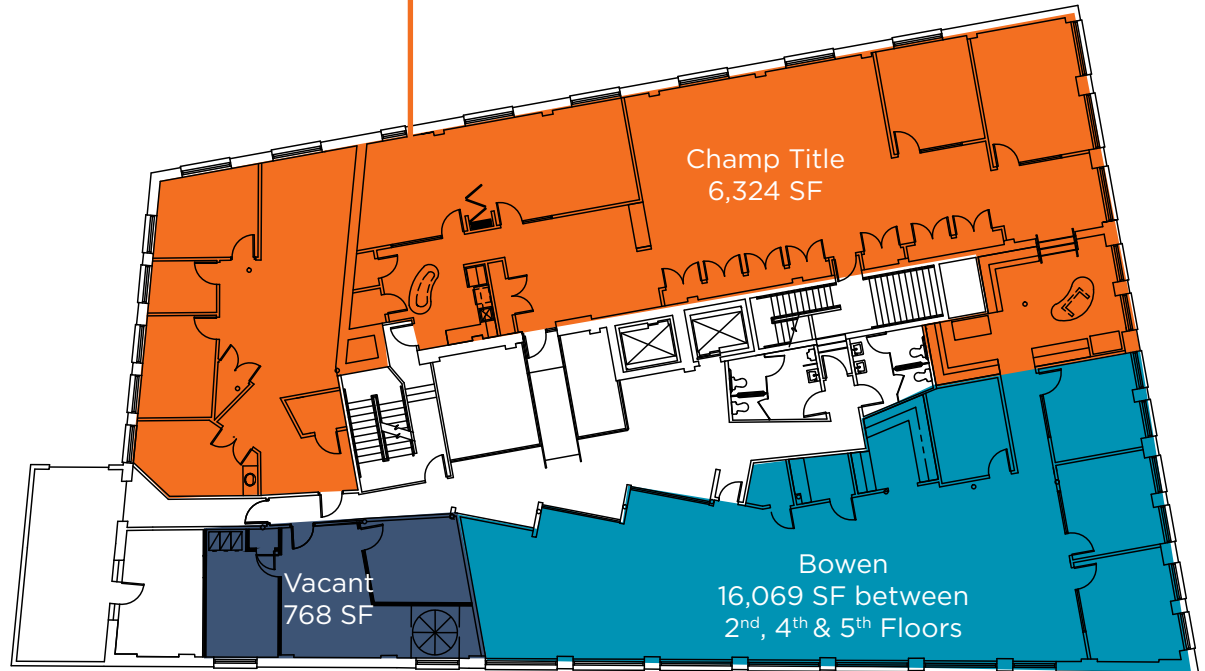 Champ Title
6,324 SF
Vacant
768 SF
Bowen
16,069 SF between
2nd, 4th & 5th Floors